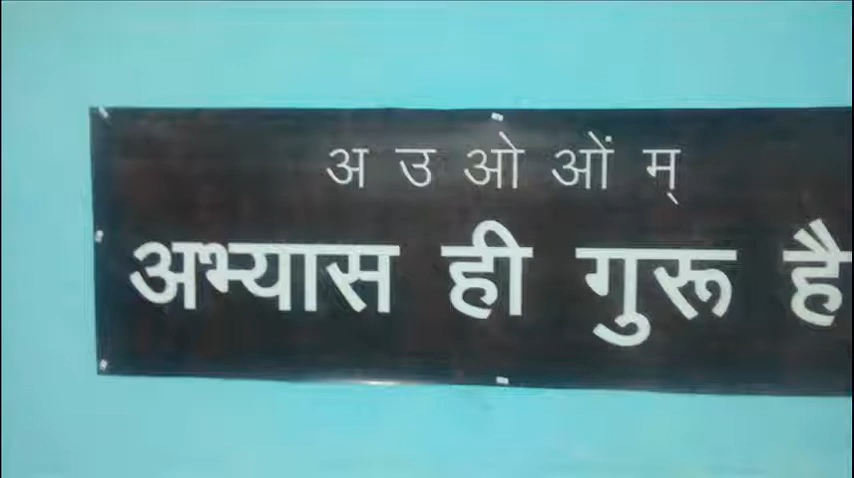 अ उ ओ ओं म्
अभ्यास ही गुरू है